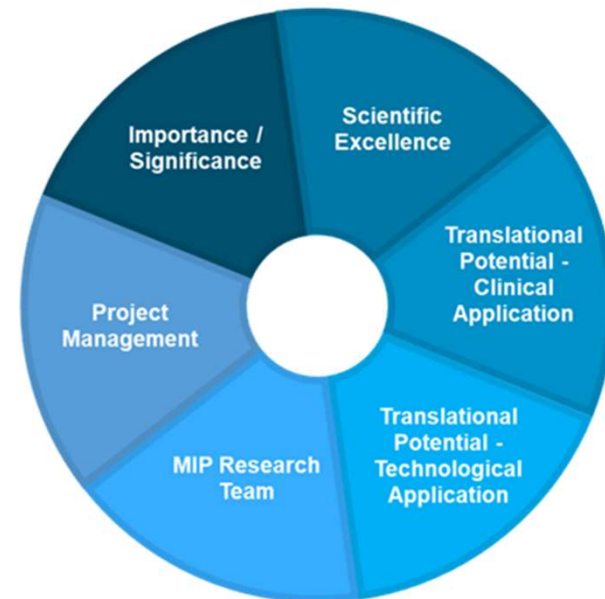 Importance /
Significance
Scientific
Excellence
Translational
Potential -
Clinical
Application
Translational
Potential -
Technological
Application
MIP Research
Team
Project
Management